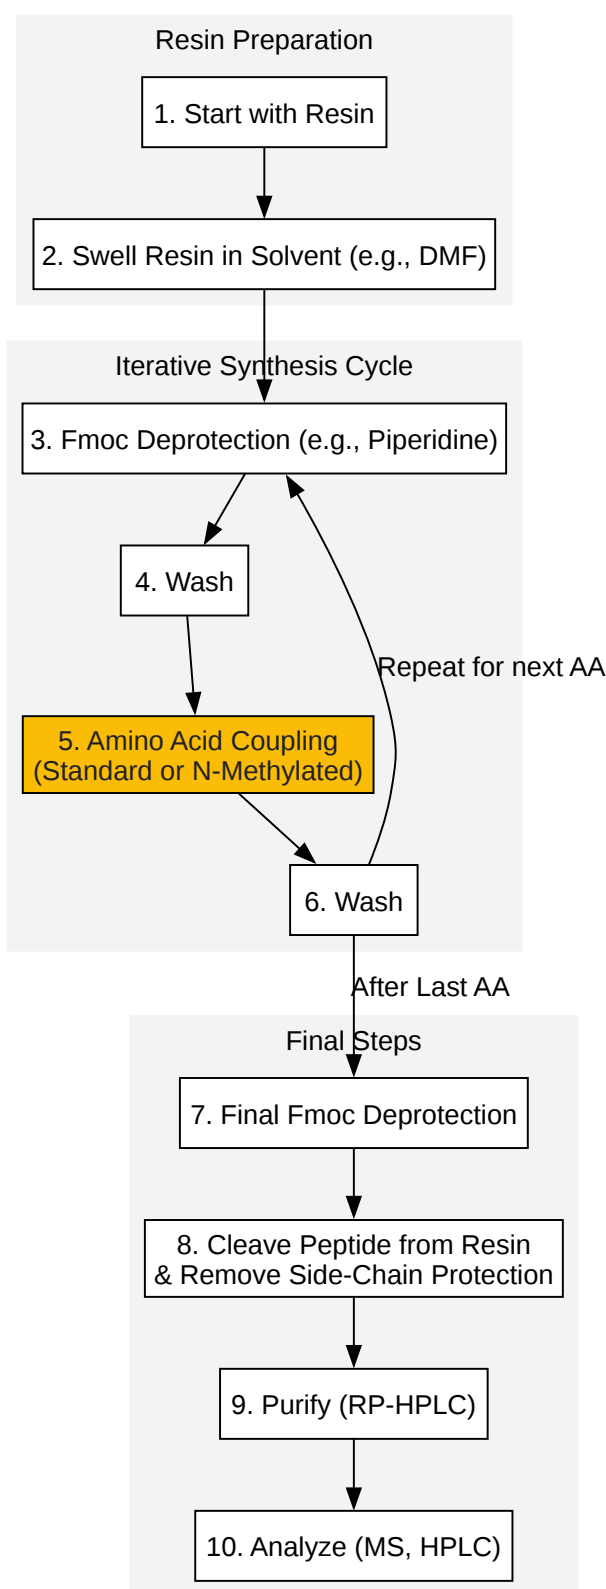 Resin Preparation
1. Start with Resin
2. Swell Resin in Solvent (e.g., DMF)
Iterative Synthesis Cycle
3. Fmoc Deprotection (e.g., Piperidine)
4. Wash
Repeat for next AA
5. Amino Acid Coupling
(Standard or N-Methylated)
6. Wash
After Last AA
Final Steps
7. Final Fmoc Deprotection
8. Cleave Peptide from Resin
& Remove Side-Chain Protection
9. Purify (RP-HPLC)
10. Analyze (MS, HPLC)